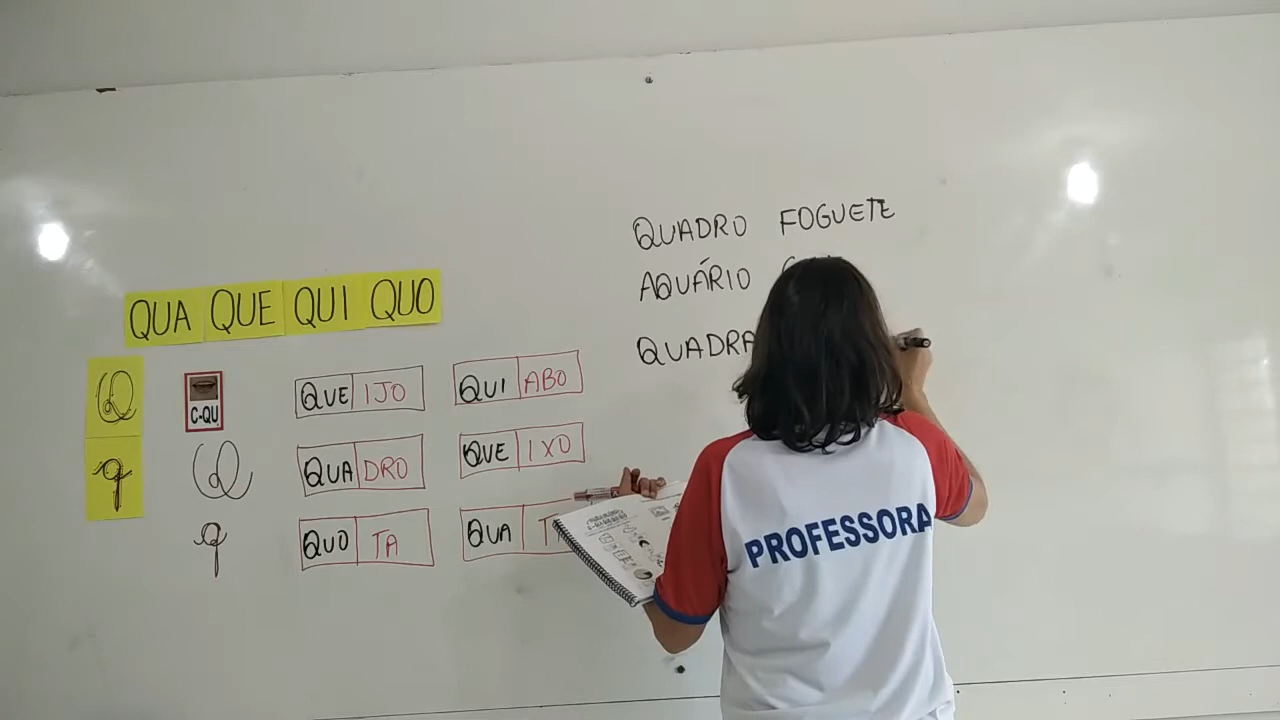 QUADRO FOGUETE
AQUÁRIO
QUADRA
QUA QUE QUI QUO
Q
q
C-QU
Q
q
QUE IJO
QUI ABO
QUA DRO
QUE IXO
QUO TA
QUA
PROFESSORA